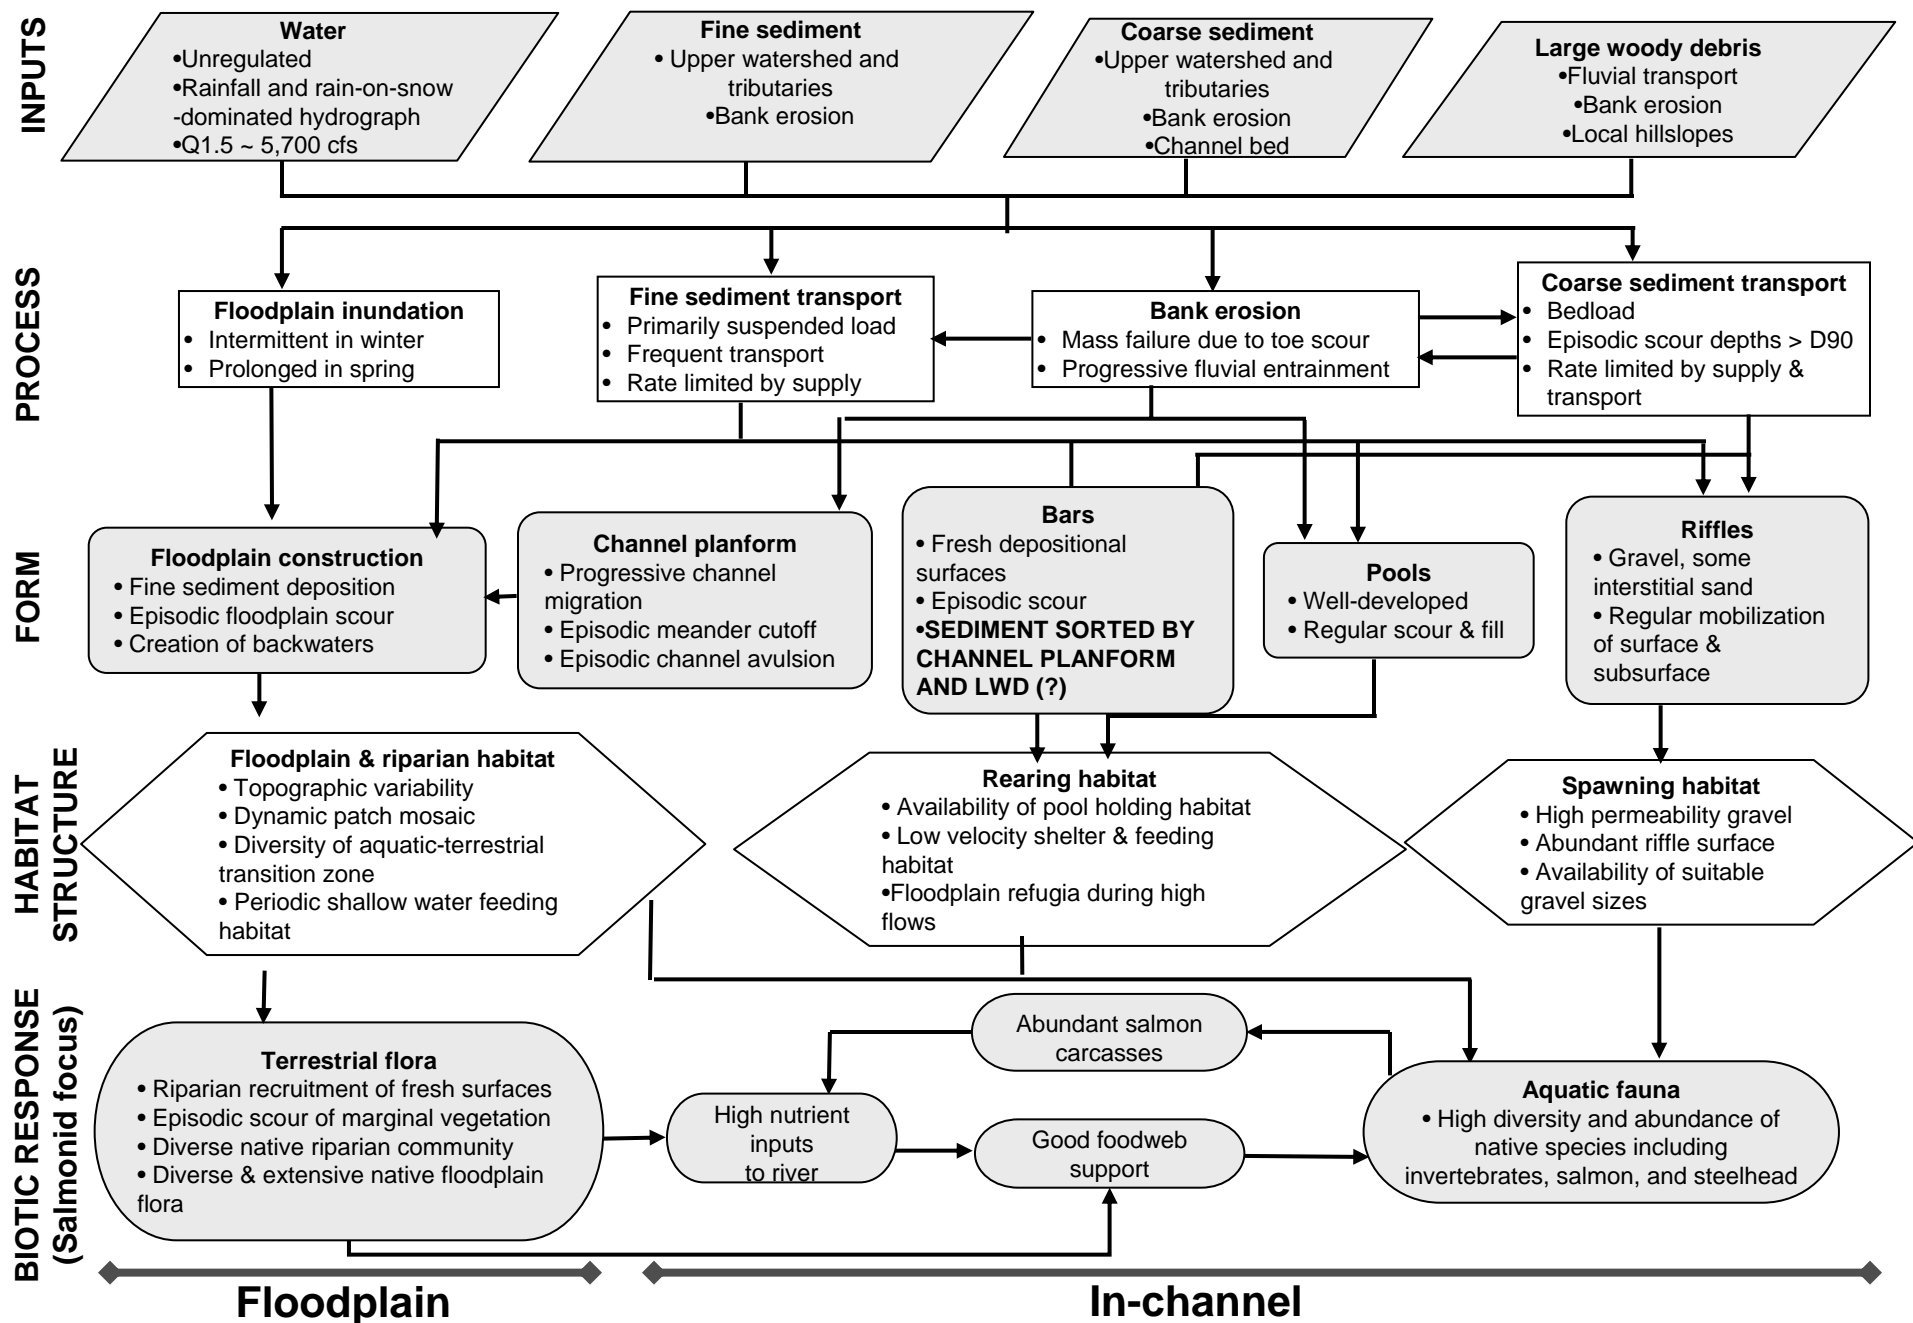 INPUTS
Water
•Unregulated
•Rainfall and rain-on-snow
-dominated hydrograph
•Q1.5 ~ 5,700 cfs
Fine sediment
• Upper watershed and
tributaries
•Bank erosion
Coarse sediment
•Upper watershed and
tributaries
•Bank erosion
•Channel bed
Large woody debris
•Fluvial transport
•Bank erosion
•Local hillslopes
PROCESS
Floodplain inundation
• Intermittent in winter
• Prolonged in spring
Fine sediment transport
• Primarily suspended load
• Frequent transport
• Rate limited by supply
Bank erosion
• Mass failure due to toe scour
• Progressive fluvial entrainment
Coarse sediment transport
• Bedload
• Episodic scour depths > D90
• Rate limited by supply &
transport
FORM
Floodplain construction
• Fine sediment deposition
• Episodic floodplain scour
• Creation of backwaters
Channel planform
• Progressive channel
migration
• Episodic meander cutoff
• Episodic channel avulsion
Bars
• Fresh depositional
surfaces
• Episodic scour
•SEDIMENT SORTED BY
CHANNEL PLANFORM
AND LWD (?)
Pools
• Well-developed
• Regular scour & fill
Riffles
• Gravel, some
interstitial sand
• Regular mobilization
of surface &
subsurface
HABITAT
STRUCTURE
Floodplain & riparian habitat
• Topographic variability
• Dynamic patch mosaic
• Diversity of aquatic-terrestrial
transition zone
• Periodic shallow water feeding
habitat
Rearing habitat
• Availability of pool holding habitat
• Low velocity shelter & feeding
habitat
•Floodplain refugia during high
flows
Spawning habitat
• High permeability gravel
• Abundant riffle surface
• Availability of suitable
gravel sizes
BIOTIC RESPONSE
(Salmonid focus)
Terrestrial flora
• Riparian recruitment of fresh surfaces
• Episodic scour of marginal vegetation
• Diverse native riparian community
• Diverse & extensive native floodplain
flora
High nutrient
inputs
to river
Abundant salmon
carcasses
Good foodweb
support
Aquatic fauna
• High diversity and abundance of
native species including
invertebrates, salmon, and steelhead
Floodplain
In-channel